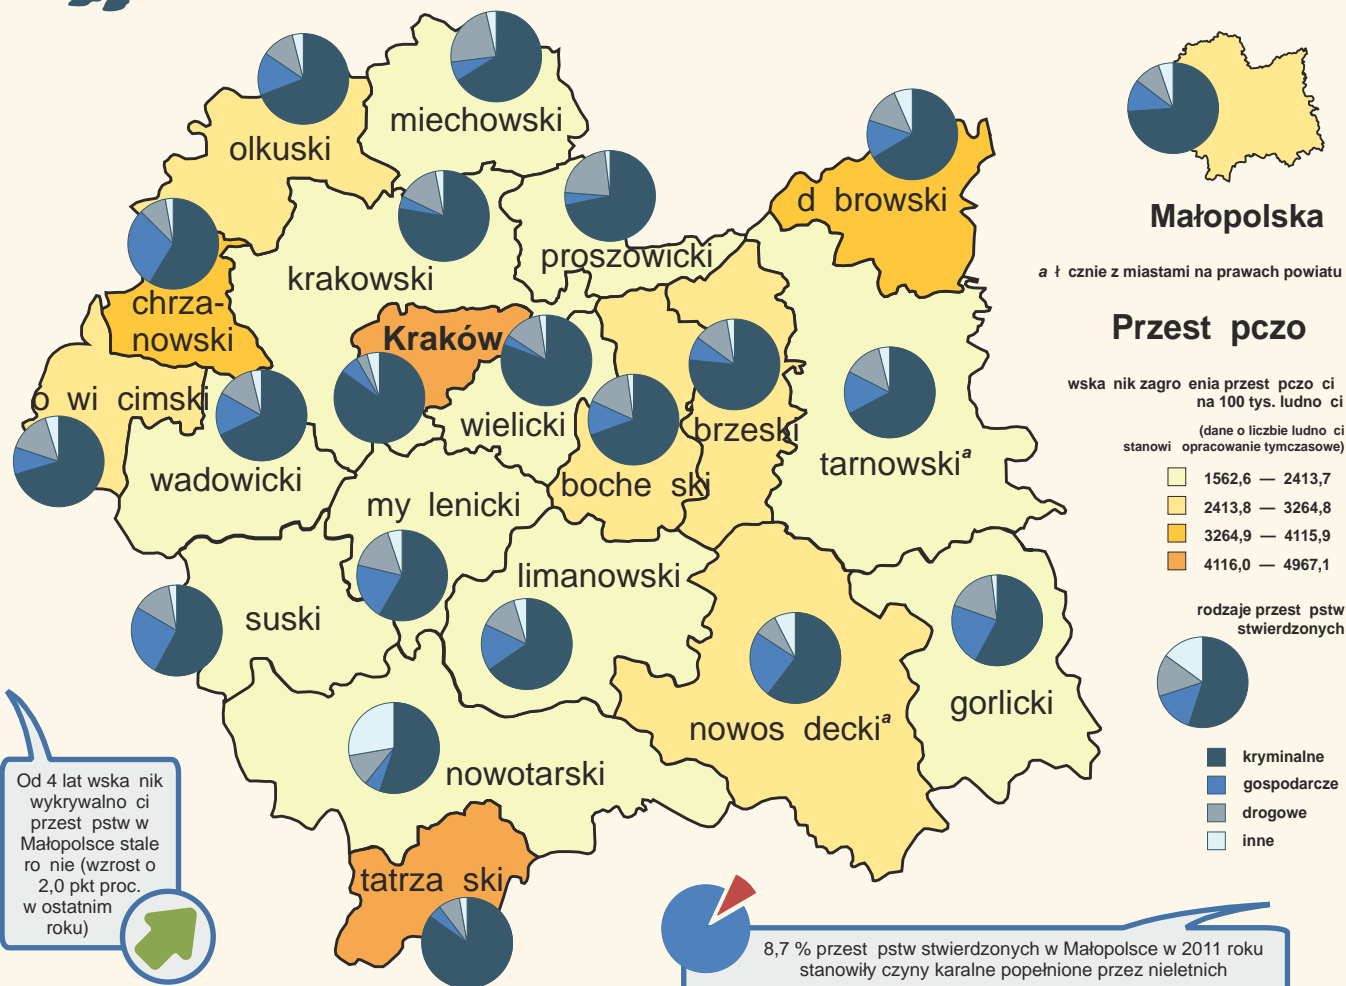 miechowski
olkuski
d browski
proszowicki
krakowski
chrza-
nowski
Kraków
o wi cimski
wielicki
brzeski
tarnowski a
wadowicki
boche ski
my lenicki
limanowski
suski
gorlicki
nowos decki a
nowotarski
tatrza ski
Małopolska
a ł cznie z miastami na prawach powiatu
Przest pczo
wska nik zagro enia przest pczo ci
na 100 tys. ludno ci
(dane o liczbie ludno ci
stanowi opracowanie tymczasowe)
1562,6 — 2413,7
2413,8 — 3264,8
3264,9 — 4115,9
4116,0 — 4967,1
rodzaje przest pstw
stwierdzonych
kryminalne
gospodarcze
drogowe
inne
Od 4 lat wska nik
wykrywalno ci
przest pstw w
Małopolsce stale
ro nie (wzrost o
2,0 pkt proc.
w ostatnim
roku)
8,7 % przest pstw stwierdzonych w Małopolsce w 2011 roku
stanowiły czyny karalne popełnione przez nieletnich